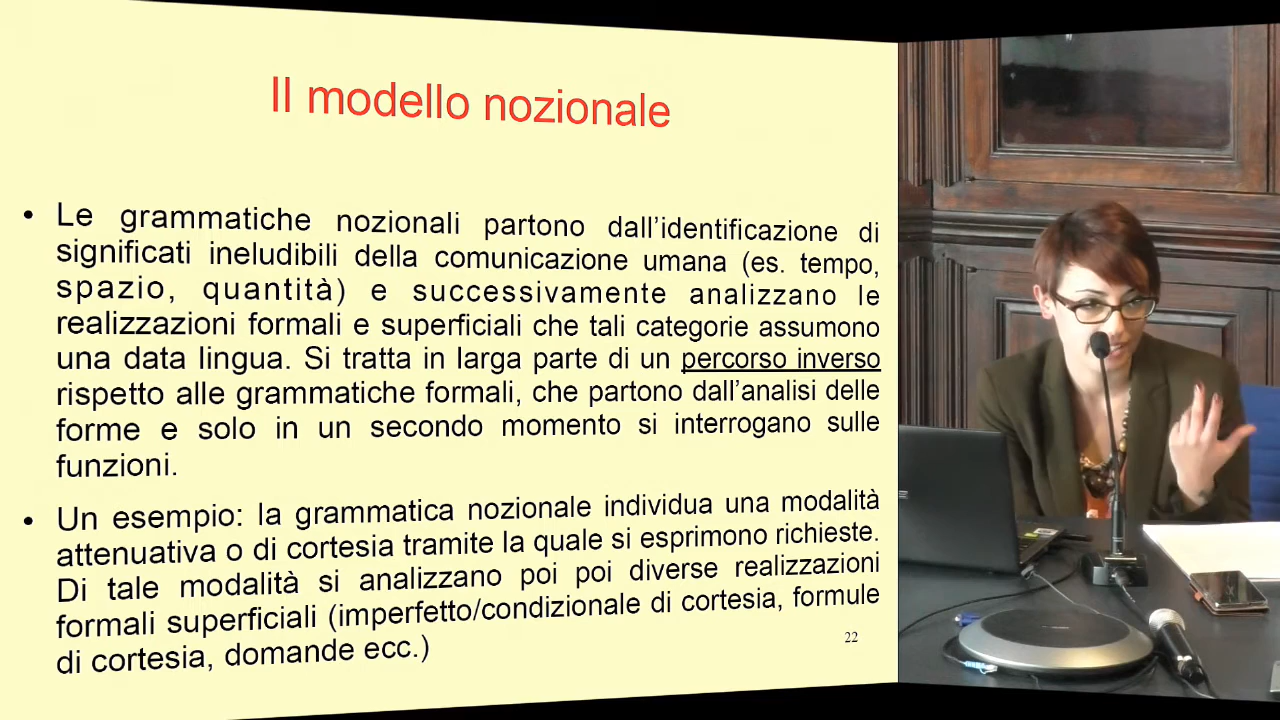 Il modello nozionale
• Le grammatiche nozionali partono dall'identificazione di
significati ineludibili della comunicazione umana (es. tempo,
spazio, quantità) e successivamente analizzano le
realizzazioni formali e superficiali che tali categorie assumono
una data lingua. Si tratta in larga parte di un percorso inverso
rispetto alle grammatiche formali, che partono dall'analisi delle
forme e solo in un secondo momento si interrogano sulle
funzioni.
• Un esempio: la grammatica nozionale individua una modalità
attenuativa o di cortesia tramite la quale si esprimono richieste.
Di tale modalità si analizzano poi poi diverse realizzazioni
formali superficiali (imperfetto/condizionale di cortesia, formule
di cortesia, domande ecc.)
22